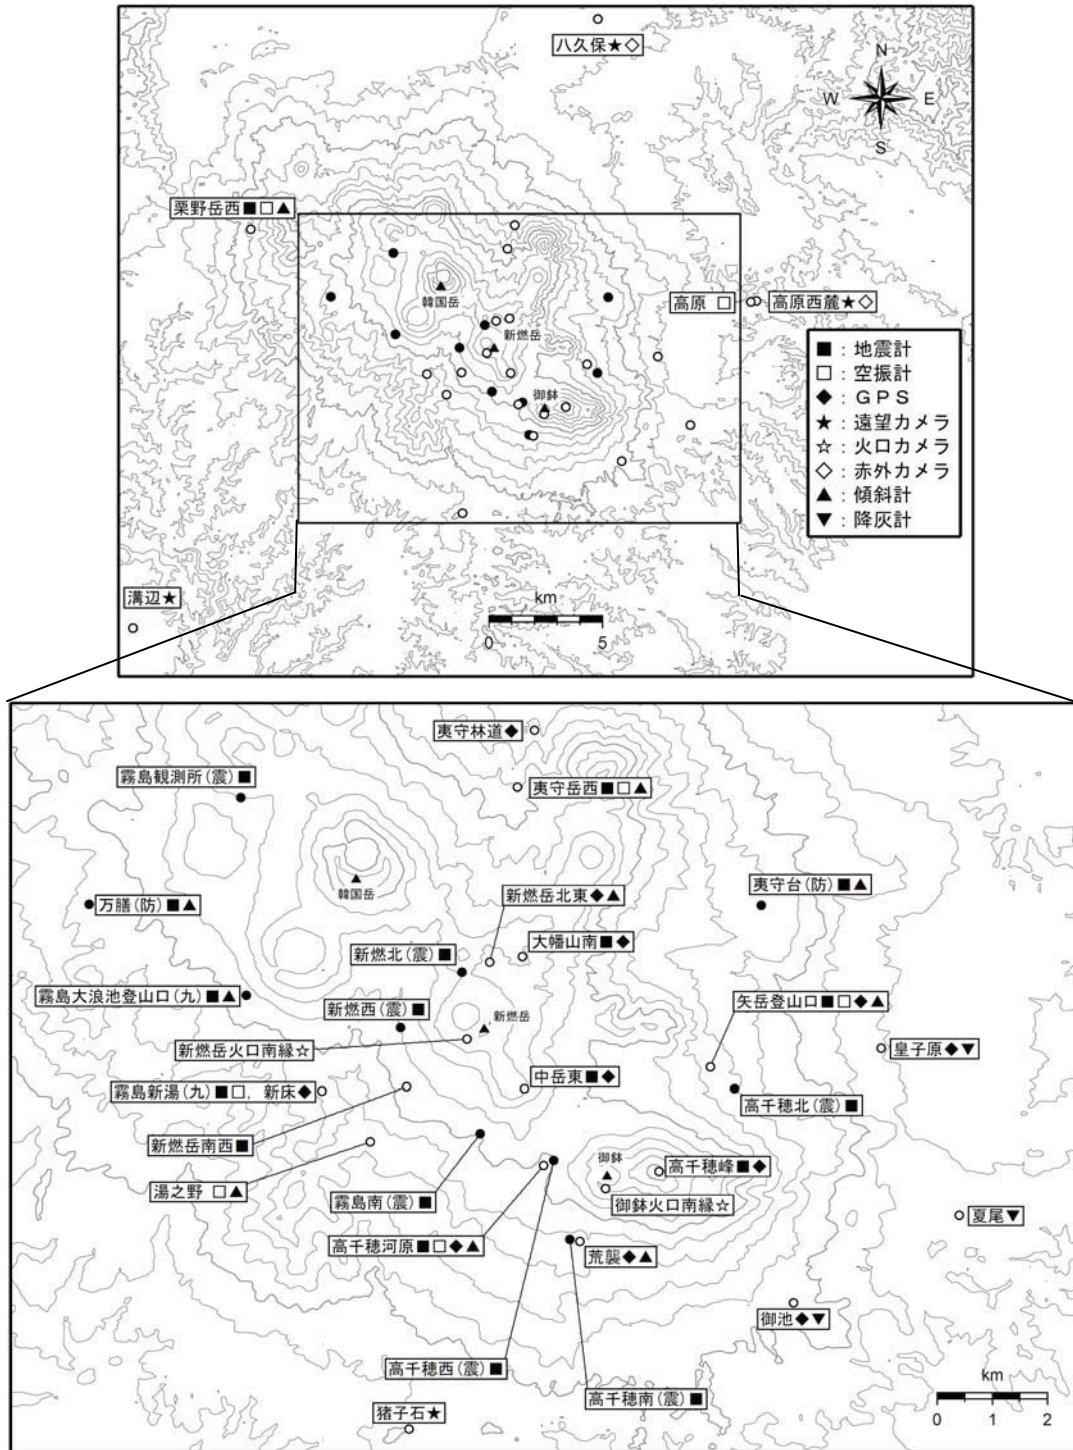 八久保★◇
N
W E
S
栗野岳西■□▲
韓国岳
新燃岳
御鉢
高原 □
高原西麓★◇
■：地震計
□：空振計
◆：ＧＰＳ
★：遠望カメラ
☆：火口カメラ
◇：赤外カメラ
▲：傾斜計
▼：降灰計
溝辺★
km
0 5
夷守林道◆
霧島観測所(震)■
夷守岳西■□▲
韓国岳
夷守台(防)■▲
万膳(防)■▲
新燃岳北東◆▲
大幡山南■◆
新燃北(震)■
霧島大浪池登山口(九)■▲
新燃西(震)■
新燃岳
矢岳登山口■□◆▲
新燃岳火口南縁☆
皇子原◆▼
中岳東■◆
霧島新湯(九)■□，新床◆
高千穂北(震)■
新燃岳南西■
御鉢
高千穂峰■◆
湯之野 □▲
霧島南(震)■
御鉢火口南縁☆
夏尾▼
高千穂河原■□◆▲
荒襲◆▲
御池◆▼
高千穂西(震)■
高千穂南(震)■
猪子石★
km
0 1 2